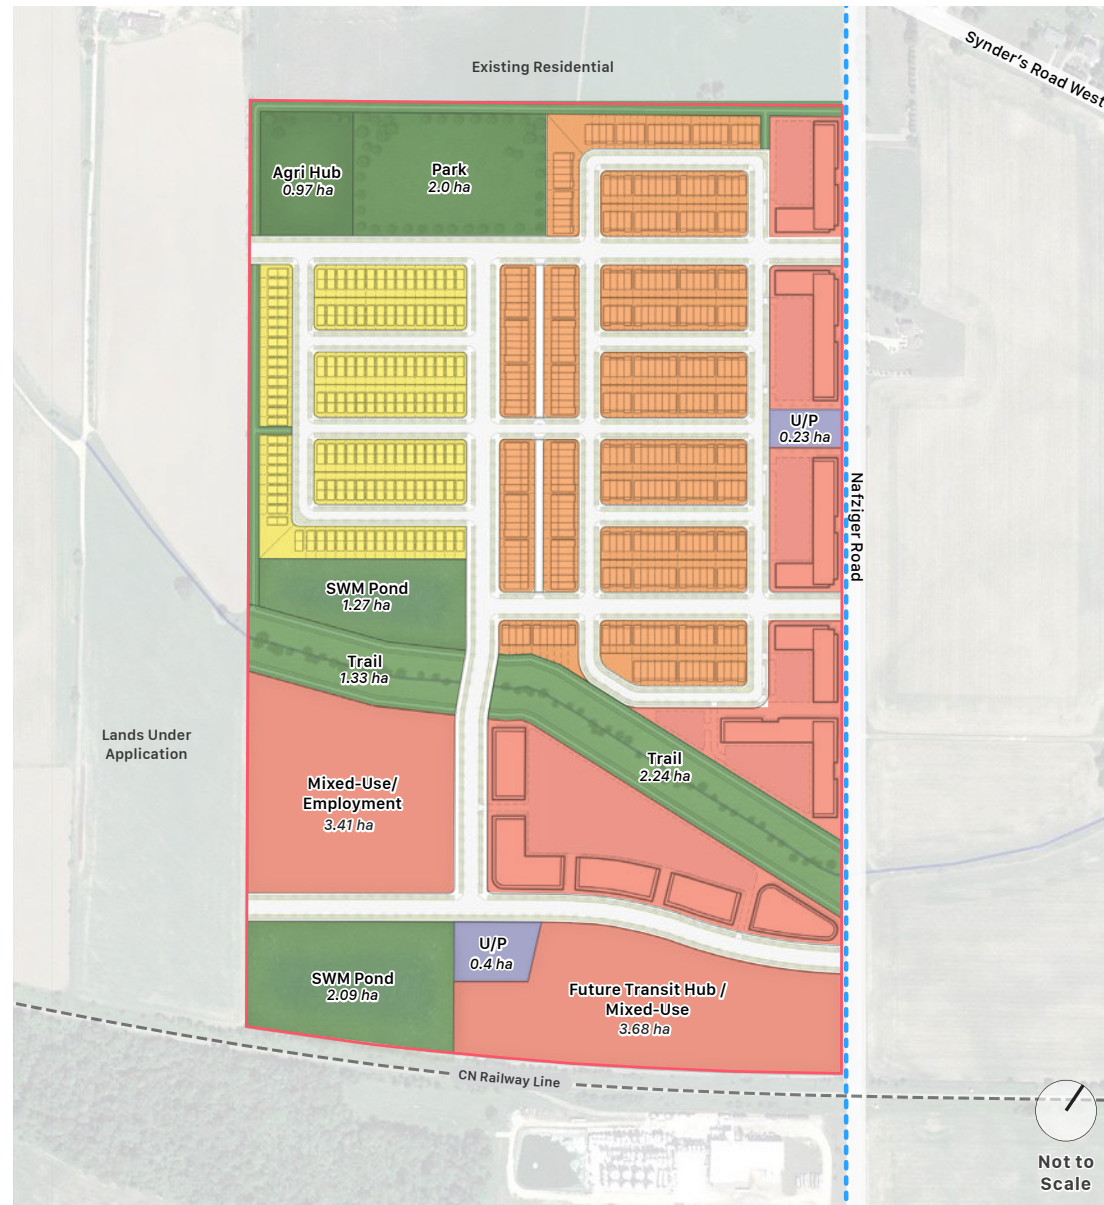 Synder's Road West
Existing Residential
Agri Hub
0.97 ha
Park
2.0 ha
U/P
0.23 ha
Nafziger Road
SWM Pond
1.27 ha
Trail
1.33 ha
Lands Under
Application
Trail
2.24 ha
Mixed-Use/
Employment
3.41 ha
U/P
0.4 ha
SWM Pond
2.09 ha
Future Transit Hub /
Mixed-Use
3.68 ha
CN Railway Line
Not to
Scale